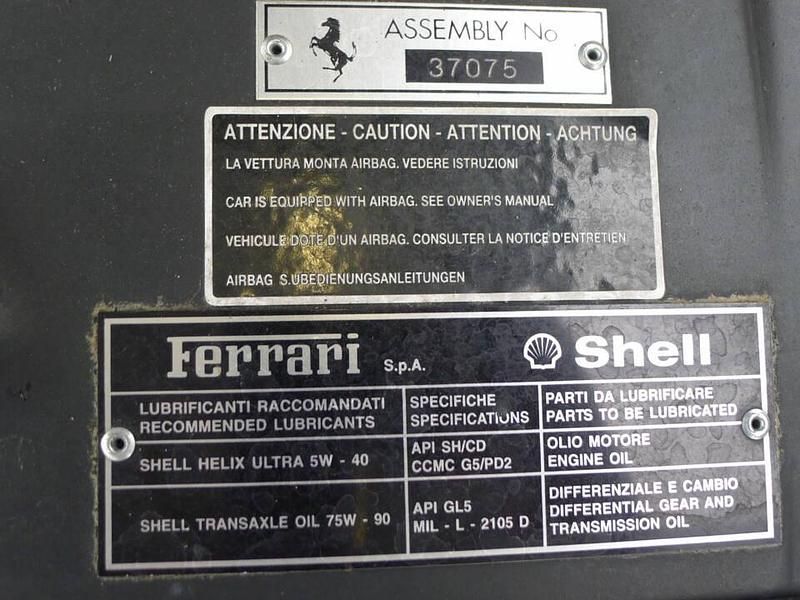 ASSEMBLY No
37075
ATTENZIONE - CAUTION - ATTENTION - ACHTUNG
LA VETTURA MONTA AIRBAG. VEDERE ISTRUZIONI
CAR IS EQUIPPED WITH AIRBAG. SEE OWNER'S MANUAL
VEHICULE DOTE D'UN AIRBAG. CONSULTER LA NOTICE D'ENTRETIEN
AIRBAG S.UBEDIENUNGSANLEITUNGEN
Ferrari S.p.A. Shell
LUBRIFICANTI RACCOMANDATI
RECOMMENDED LUBRICANTS
SPECIFICHE
SPECIFICATIONS
PARTI DA LUBRIFICARE
PARTS TO BE LUBRICATED
SHELL HELIX ULTRA 5W - 40
API SH/CD
CCMC G5/PD2
OLIO MOTORE
ENGINE OIL
SHELL TRANSAXLE OIL 75W - 90
API GL5
MIL - L - 2105 D
DIFFERENZIALE E CAMBIO
DIFFERENTIAL GEAR AND
TRANSMISSION OIL